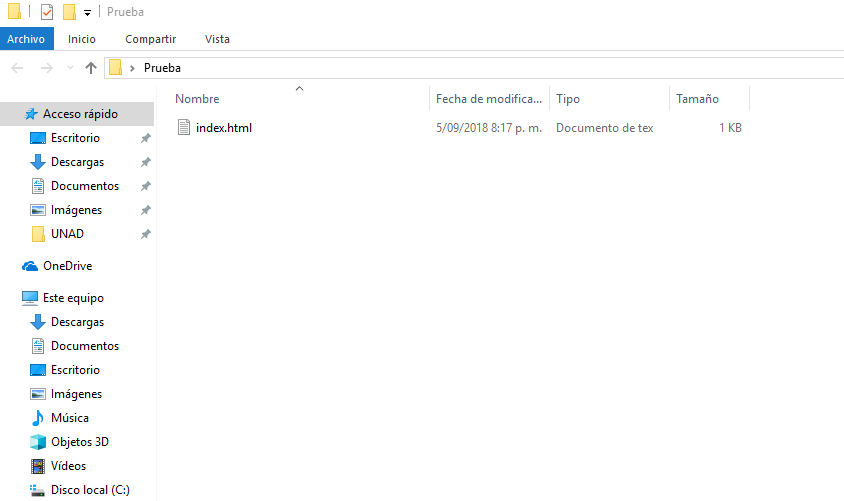 Prueba
Archivo Inicio Compartir Vista
Prueba
Nombre Fecha de modifica... Tipo Tamaño
index.html 5/09/2018 8:17 p. m. Documento de tex 1 KB
Acceso rápido
Escritorio
Descargas
Documentos
Imágenes
UNAD
OneDrive
Este equipo
Descargas
Documentos
Escritorio
Imágenes
Música
Objetos 3D
Vídeos
Disco local (C:)